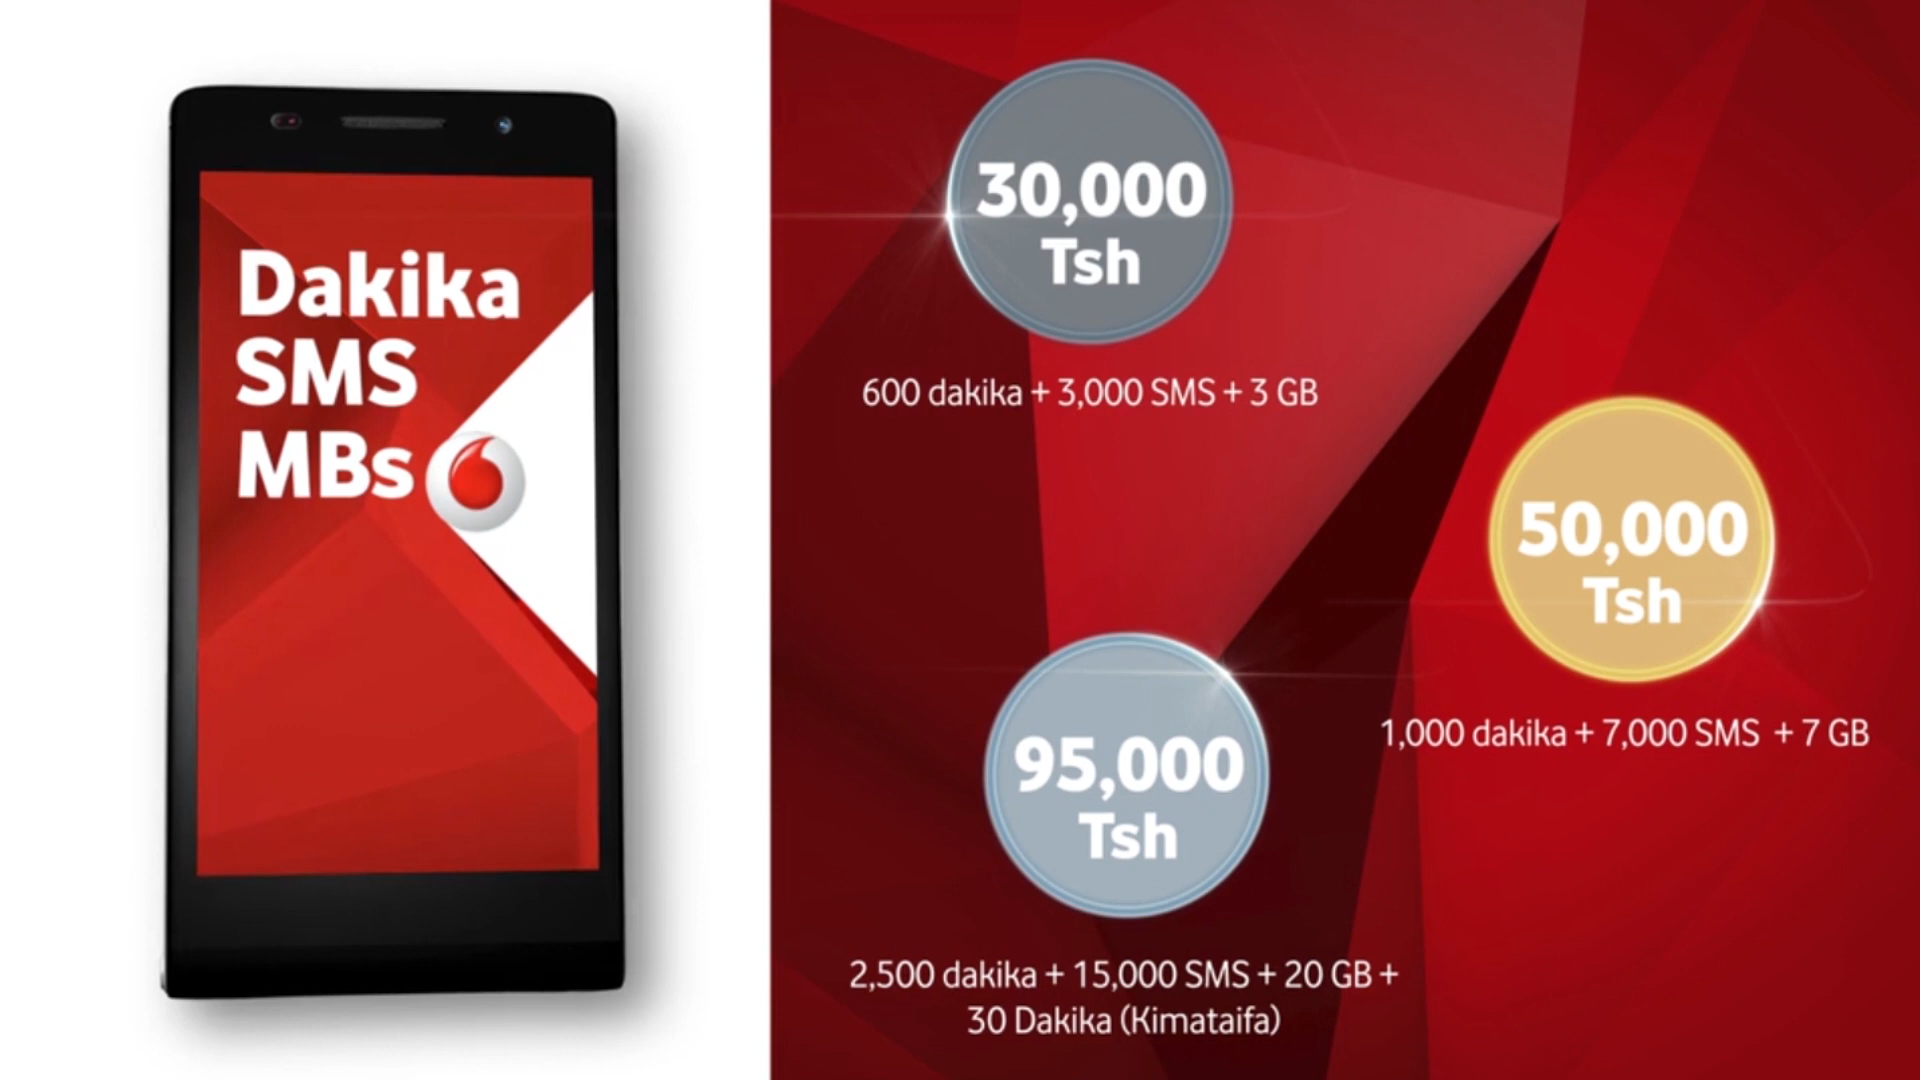 Dakika
SMS
MBs
30,000
Tsh
600 dakika + 3,000 SMS + 3 GB
50,000
Tsh
1,000 dakika + 7,000 SMS + 7 GB
95,000
Tsh
2,500 dakika + 15,000 SMS + 20 GB +
30 Dakika (Kimataifa)